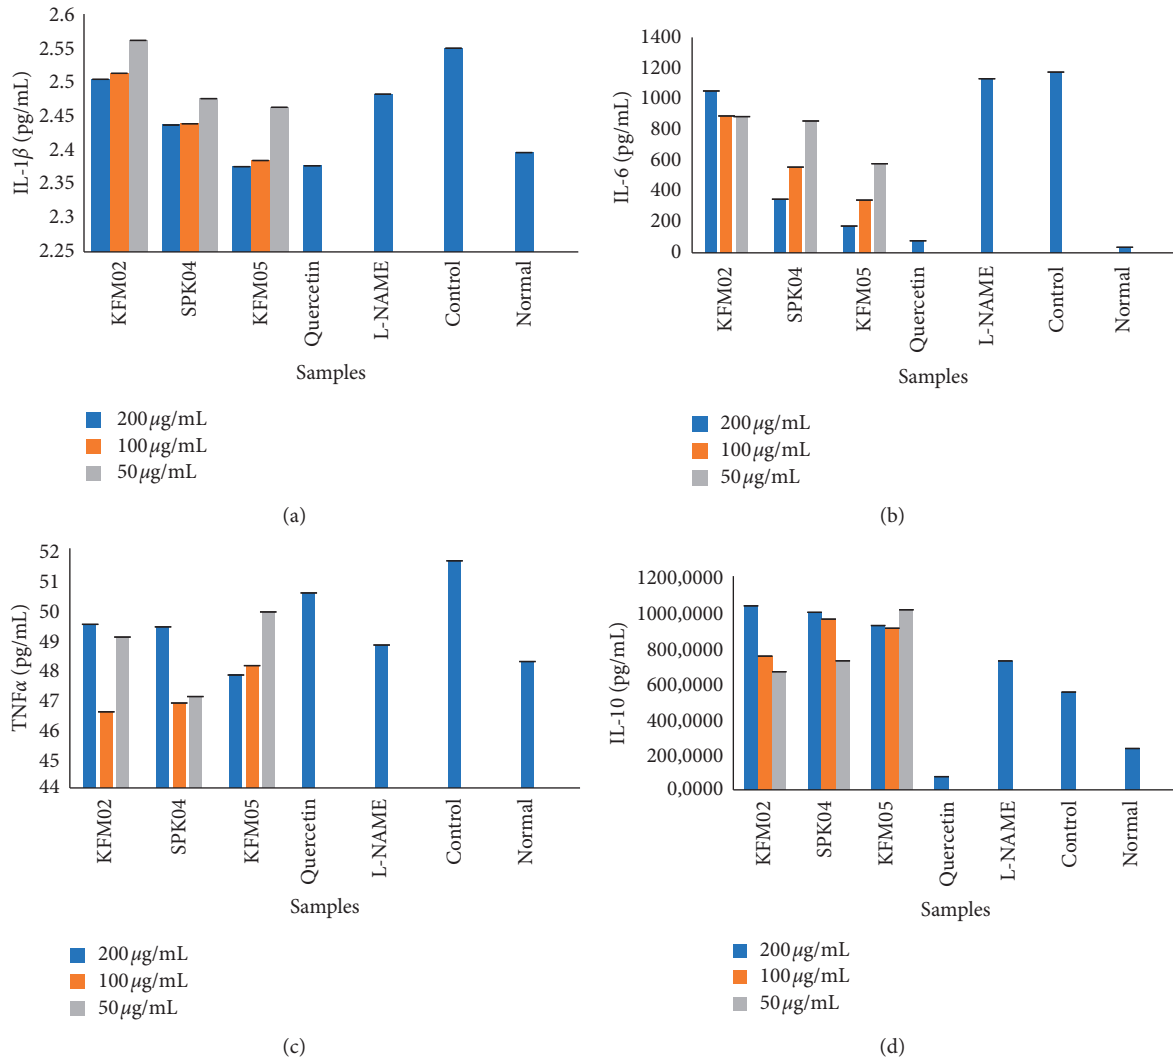 2.6
2.55
2.5
2.45
2.4
2.35
2.3
2.25
IL-1β (pg/mL)
KFM02
SPK04
KFM05
Quercetin
L-NAME
Control
Normal
Samples
200 µg/mL
100 µg/mL
50 µg/mL
(a)
1400
1200
1000
800
600
400
200
0
IL-6 (pg/mL)
KFM02
SPK04
KFM05
Quercetin
L-NAME
Control
Normal
Samples
200 µg/mL
100 µg/mL
50 µg/mL
(b)
52
51
50
49
48
47
46
45
44
TNFα (pg/mL)
KFM02
SPK04
KFM05
Quercetin
L-NAME
Control
Normal
Samples
200 µg/mL
100 µg/mL
50 µg/mL
(c)
1200,0000
1000,0000
800,0000
600,0000
400,0000
200,0000
0,0000
IL-10 (pg/mL)
KFM02
SPK04
KFM05
Quercetin
L-NAME
Control
Normal
Samples
200 µg/mL
100 µg/mL
50 µg/mL
(d)